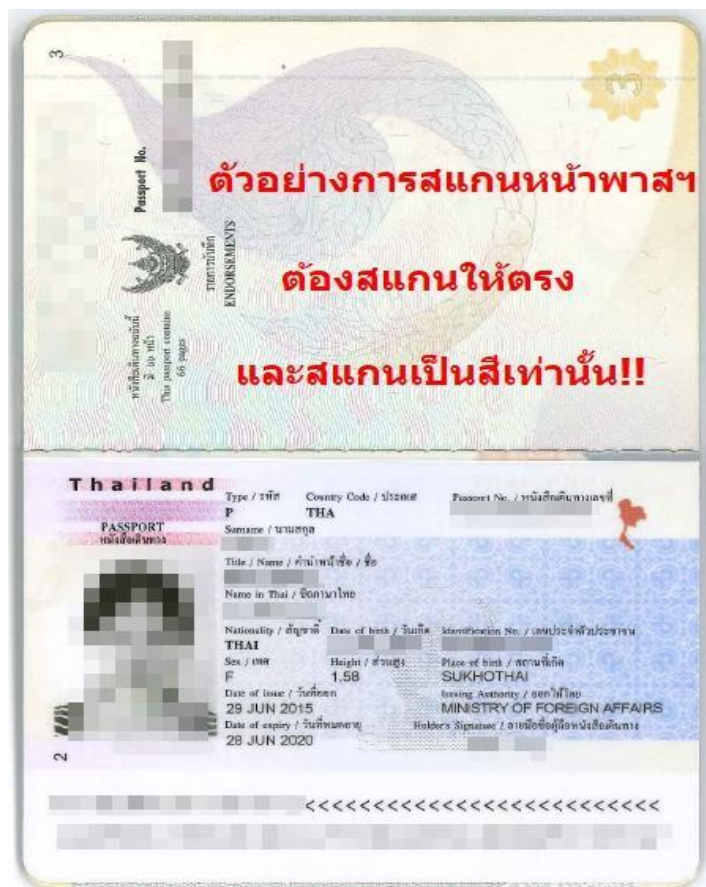 3
3
Passport No.
ตัวอย่างการสแกนหน้าพาสฯ
ต้องสแกนให้ตรง
และสแกนเป็นสีเท่านั้น!!
รายการบันทึก
ENDORSEMENTS
หนังสือเดินทางฉบับนี้
มี ๖๖ หน้า
This passport contains
66 pages
Thailand
PASSPORT
หนังสือเดินทาง
Type / รหัส Country Code / ประเทศ Passport No. / หนังสือเดินทางเลขที่
P THA
Surname / นามสกุล
Title / Name / คำนำหน้าชื่อ / ชื่อ
Name in Thai / ชื่อภาษาไทย
Nationality / สัญชาติ Date of birth / วันเกิด Identification No. / เลขประจำตัวประชาชน
THAI
Sex / เพศ Height / ส่วนสูง Place of birth / สถานที่เกิด
F 1.58 SUKHOTHAI
Date of issue / วันที่ออก Issuing Authority / ออกให้โดย
29 JUN 2015 MINISTRY OF FOREIGN AFFAIRS
Date of expiry / วันที่หมดอายุ Holder's Signature / ลายมือชื่อผู้ถือหนังสือเดินทาง
28 JUN 2020
2
<<<<<<<<<<<<<<<<<<<<<<<<<<